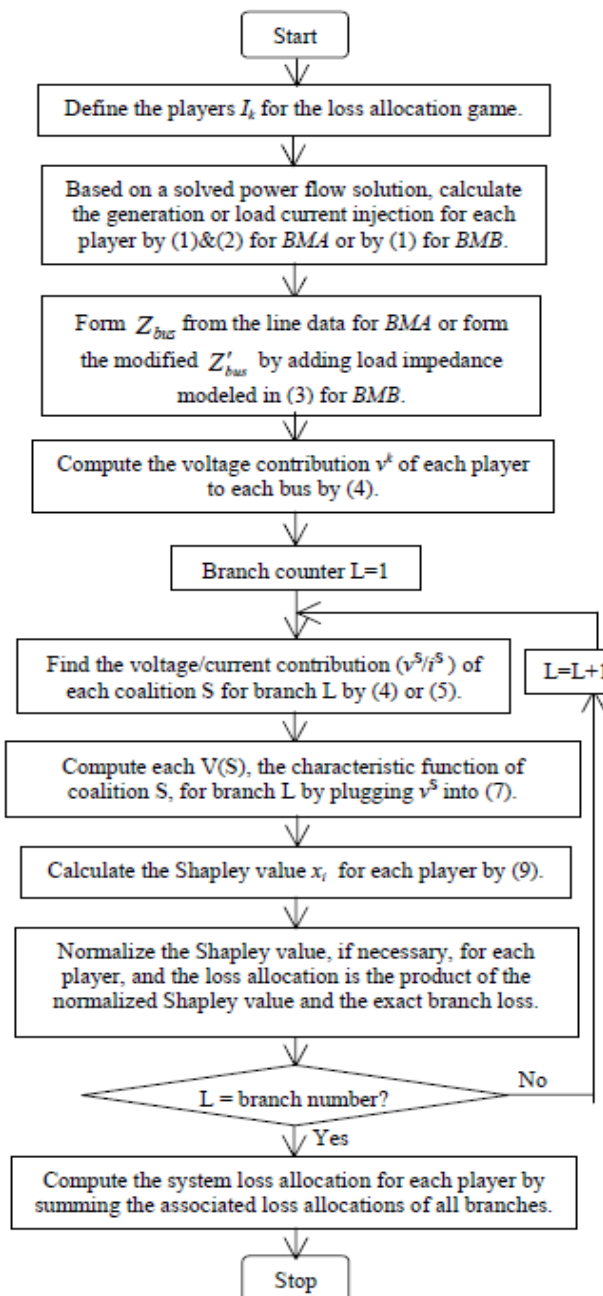 Start
Define the players I_k for the loss allocation game.
Based on a solved power flow solution, calculate
the generation or load current injection for each
player by (1)&(2) for BMA or by (1) for BMB.
Form Z_bus from the line data for BMA or form
the modified Z'_bus by adding load impedance
modeled in (3) for BMB.
Compute the voltage contribution v^k of each player
to each bus by (4).
Branch counter L=1
Find the voltage/current contribution (v^S/i^S) of
each coalition S for branch L by (4) or (5).
L=L+1
Compute each V(S), the characteristic function of
coalition S, for branch L by plugging v^S into (7).
Calculate the Shapley value x_i for each player by (9).
Normalize the Shapley value, if necessary, for each
player, and the loss allocation is the product of the
normalized Shapley value and the exact branch loss.
L = branch number?
No
Yes
Compute the system loss allocation for each player by
summing the associated loss allocations of all branches.
Stop